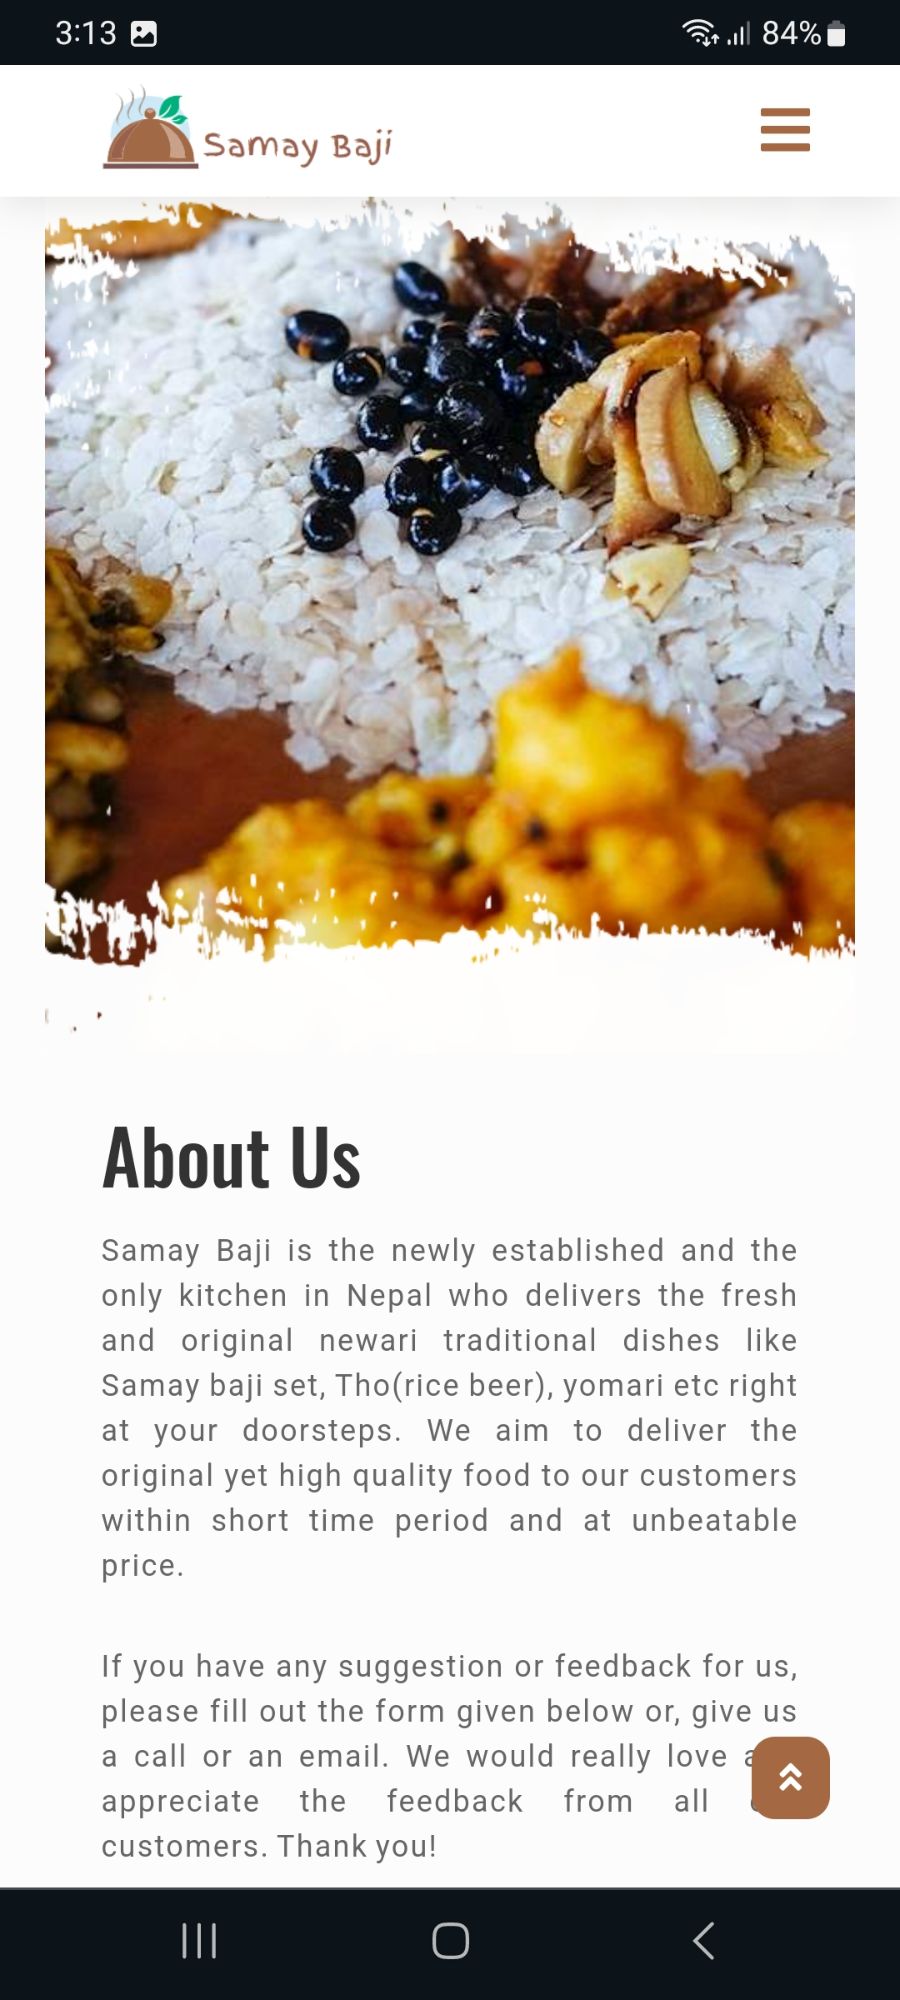 3:13
84%
Samay Baji
About Us
Samay Baji is the newly established and the
only kitchen in Nepal who delivers the fresh
and original newari traditional dishes like
Samay baji set, Tho(rice beer), yomari etc right
at your doorsteps. We aim to deliver the
original yet high quality food to our customers
within short time period and at unbeatable
price.
If you have any suggestion or feedback for us,
please fill out the form given below or, give us
a call or an email. We would really love
appreciate the feedback from all
customers. Thank you!